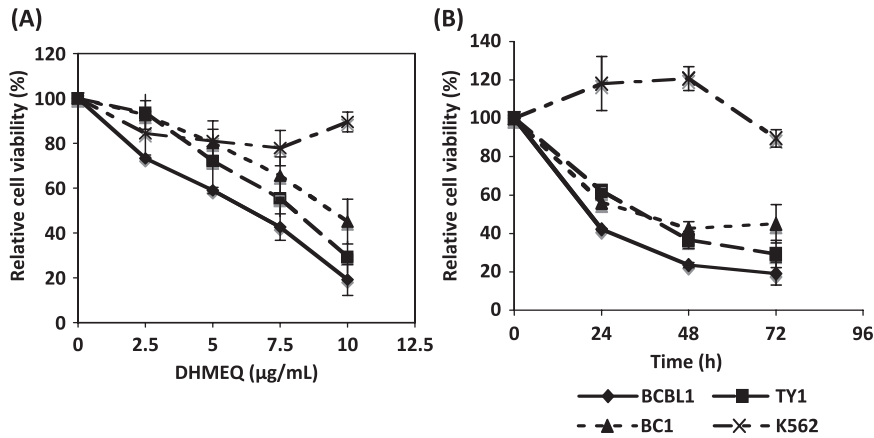 (A)
Relative cell viability (%)
120
100
80
60
40
20
0
0 2.5 5 7.5 10 12.5
DHMEQ (µg/mL)
(B)
Relative cell viability (%)
140
120
100
80
60
40
20
0
0 24 48 72 96
Time (h)
BCBL1 TY1
BC1 K562